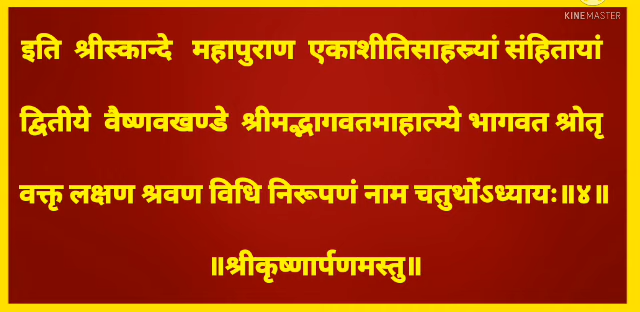 KINEMASTER
इति श्रीस्कान्दे महापुराण एकाशीतिसाहस्र्यां संहितायां
द्वितीये वैष्णवखण्डे श्रीमद्भागवतमाहात्म्ये भागवत श्रोतृ
वक्तृ लक्षण श्रवण विधि निरूपणं नाम चतुर्थोऽध्यायः॥४॥
॥श्रीकृष्णार्पणमस्तु॥